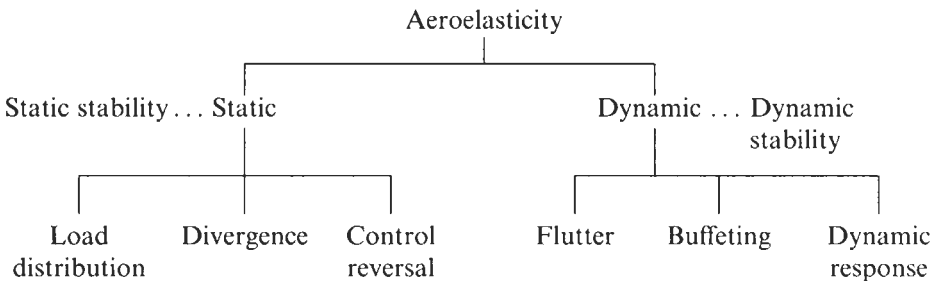 Aeroelasticity
Static stability... Static
Dynamic ... Dynamic
stability
Load
distribution
Divergence
Control
reversal
Flutter
Buffeting
Dynamic
response